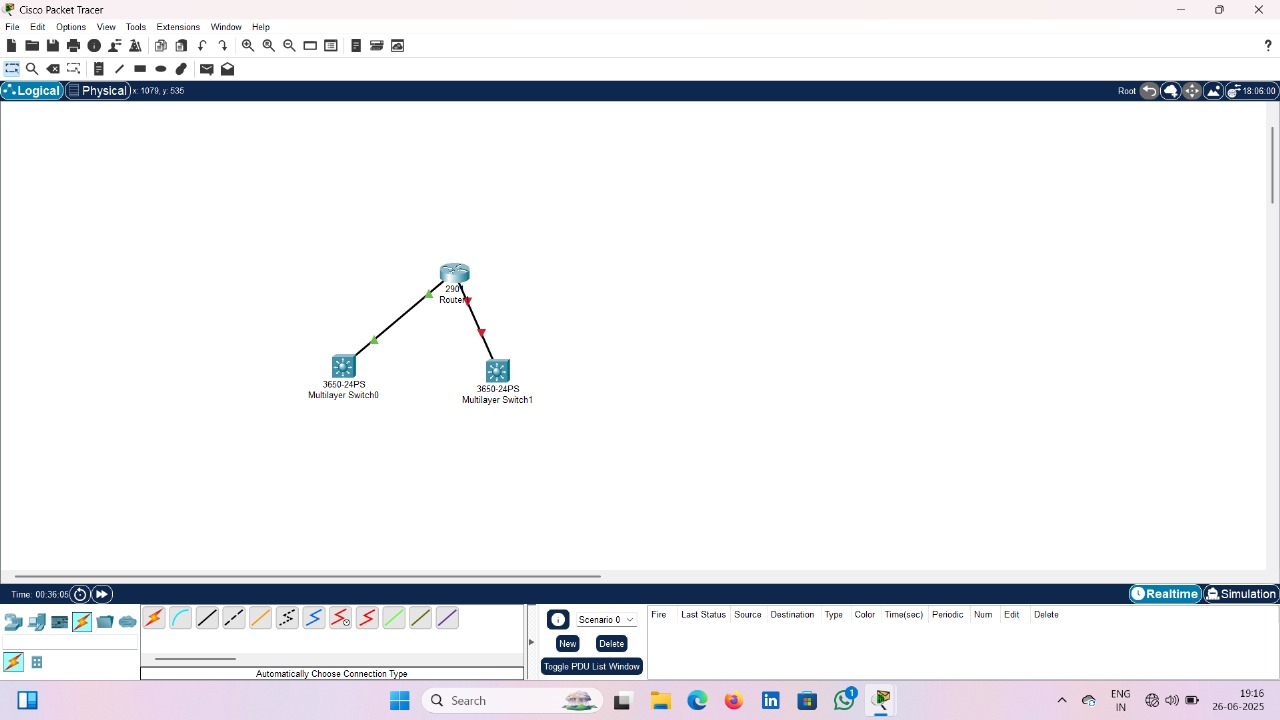 Cisco Packet Tracer
File Edit Options View Tools Extensions Window Help
?
Logical Physical x: 1079, y: 535 Root 18:06:00
2901
Router
3650-24PS
Multilayer Switch0
3650-24PS
Multilayer Switch1
Time: 00:36:05 Realtime Simulation
Scenario 0
New Delete
Toggle PDU List Window
Fire Last Status Source Destination Type Color Time(sec) Periodic Num Edit Delete
Automatically Choose Connection Type
Search
1
ENG
IN
19:16
26-06-2025